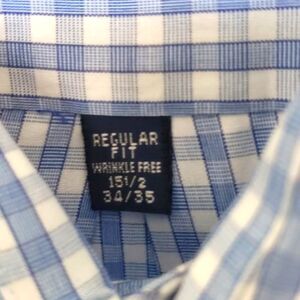 REGULAR
FIT
WRINKLE FREE
15 1/2
34/35